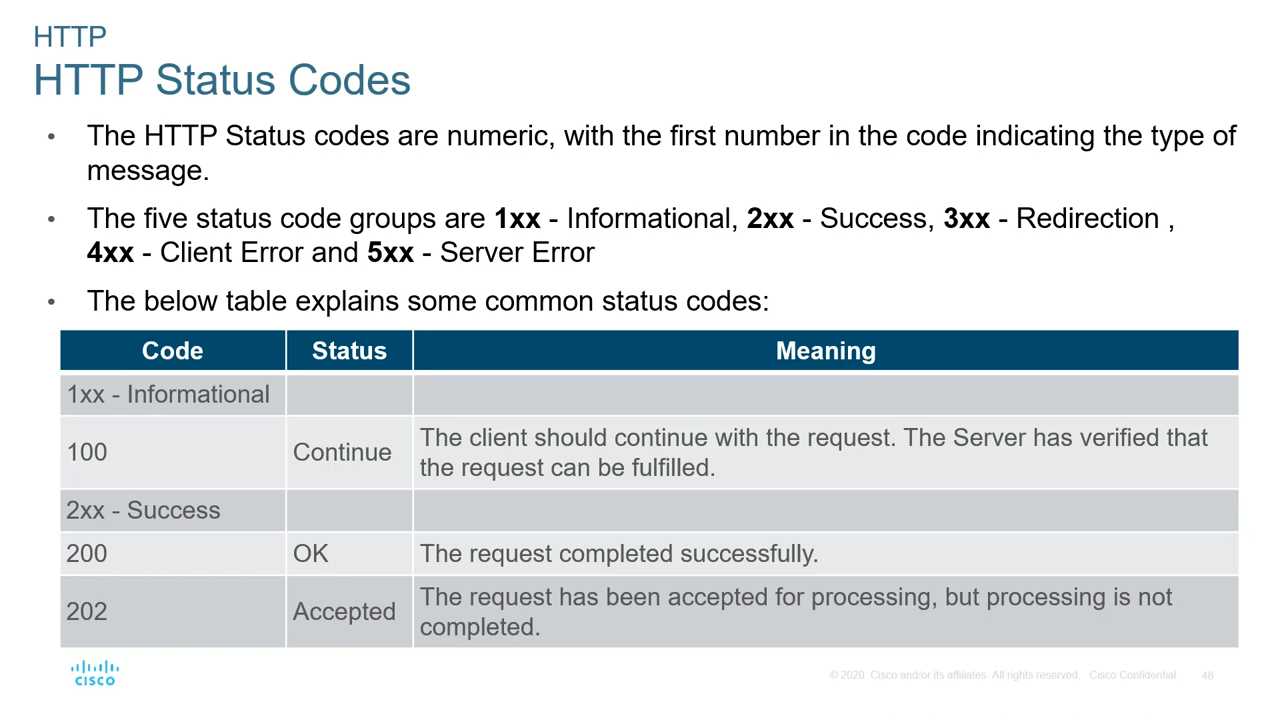 HTTP
HTTP Status Codes
• The HTTP Status codes are numeric, with the first number in the code indicating the type of
message.
• The five status code groups are 1xx - Informational, 2xx - Success, 3xx - Redirection ,
4xx - Client Error and 5xx - Server Error
• The below table explains some common status codes:
Code Status Meaning
1xx - Informational
100 Continue The client should continue with the request. The Server has verified that
the request can be fulfilled.
2xx - Success
200 OK The request completed successfully.
202 Accepted The request has been accepted for processing, but processing is not
completed.
CISCO © 2020 Cisco and/or its affiliates. All rights reserved. Cisco Confidential 48